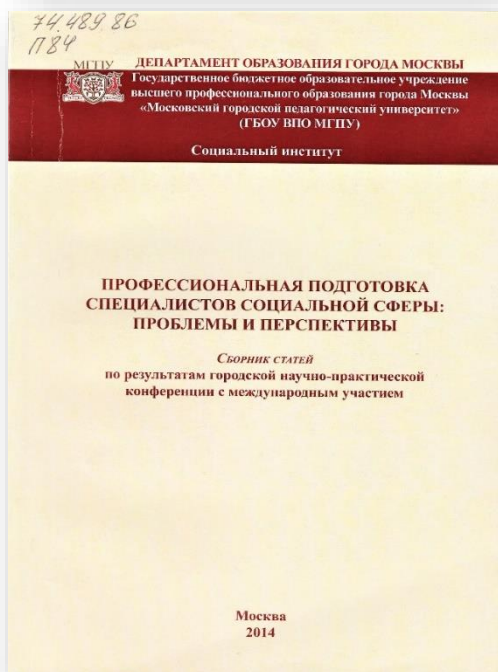 74.489.86
П84
МГПУ
ДЕПАРТАМЕНТ ОБРАЗОВАНИЯ ГОРОДА МОСКВЫ
Государственное бюджетное образовательное учреждение
высшего профессионального образования города Москвы
«Московский городской педагогический университет»
(ГБОУ ВПО МГПУ)
Социальный институт
ПРОФЕССИОНАЛЬНАЯ ПОДГОТОВКА
СПЕЦИАЛИСТОВ СОЦИАЛЬНОЙ СФЕРЫ:
ПРОБЛЕМЫ И ПЕРСПЕКТИВЫ
СБОРНИК СТАТЕЙ
по результатам городской научно-практической
конференции с международным участием
Москва
2014